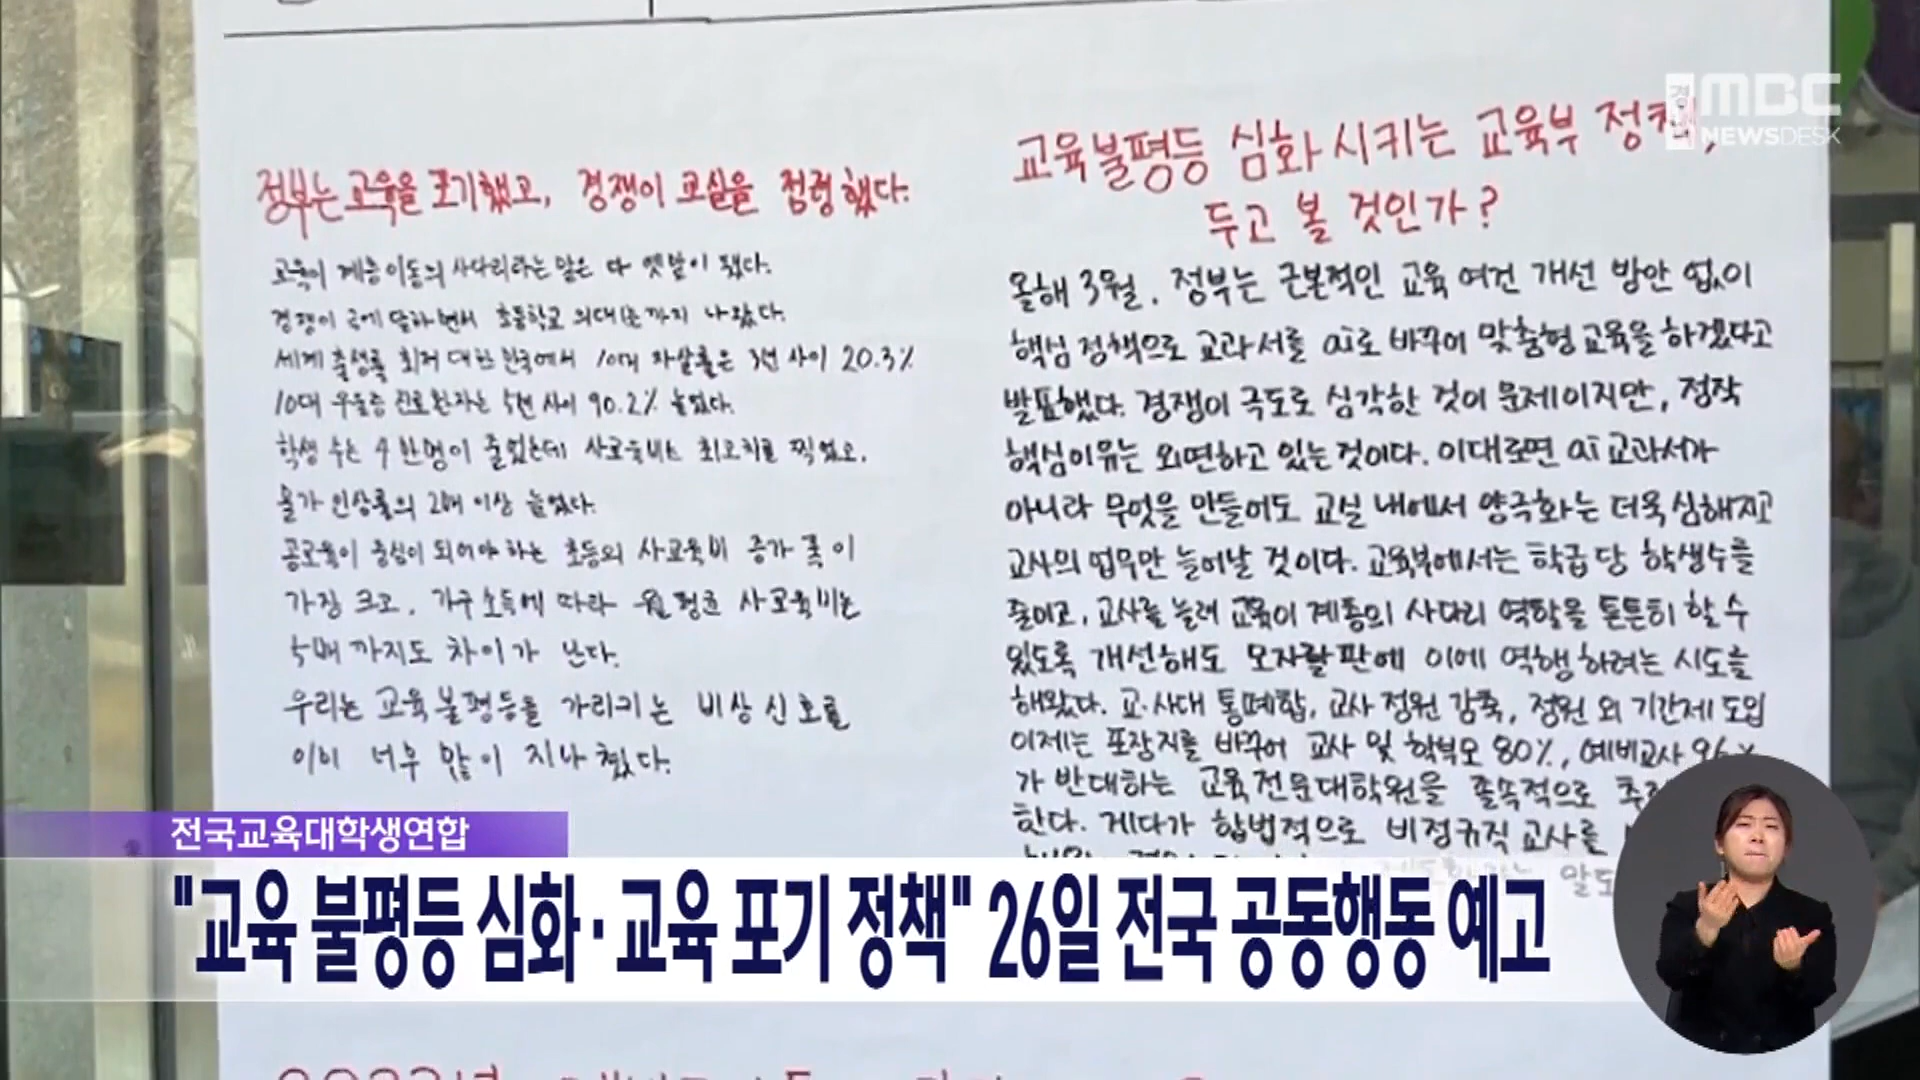 경남
MBC
NEWSDESK
정부는 교육을 포기했고, 경쟁이 교실을 점령했다.
교육이 계층이동의 사다리라는 말은 다 옛말이 됐다.
경쟁이 극에 달하면서 초등학교 의대반까지 나왔다.
세계 출생률 최저 대한민국에서 10대 자살률은 3년 사이 20.3%
10대 우울증 진료환자는 5년 사이 90.2% 늘었다.
학생 수는 4만명이 줄었는데 사교육비는 최고치를 찍었고,
물가 인상률의 2배 이상 늘었다.
공교육이 중심이 되어야 하는 초등의 사교육비 증가 폭이
가장 크고, 가구소득에 따라 월평균 사교육비는
5배까지도 차이가 난다.
우리는 교육불평등을 가리키는 비상신호를
이미 너무 많이 지나쳤다.
교육불평등 심화시키는 교육부 정책,
두고 볼 것인가?
올해 3월, 정부는 근본적인 교육 여건 개선 방안 없이
핵심 정책으로 교과서를 ai로 바꾸어 맞춤형 교육을 하겠다고
발표했다. 경쟁이 극도로 심각한 것이 문제이지만, 정작
핵심이유는 외면하고 있는 것이다. 이대로면 ai 교과서가
아니라 무엇을 만들어도 교실 내에서 양극화는 더욱 심해지고
교사의 업무만 늘어날 것이다. 교육부에서는 학급당 학생수를
줄이고, 교사를 늘려 교육이 계층의 사다리 역할을 튼튼히 할 수
있도록 개선해도 모자랄 판에 이에 역행하려는 시도를
해왔다. 교·사대 통폐합, 교사 정원 감축, 정원 외 기간제 도입
이제는 포장지를 바꾸어 교사 및 학부모 80%, 예비교사 96%
가 반대하는 교육전문대학원을 졸속적으로
한다. 게다가 합법적으로 비정규직 교사를
말도
전국교육대학생연합
"교육 불평등 심화·교육 포기 정책" 26일 전국 공동행동 예고